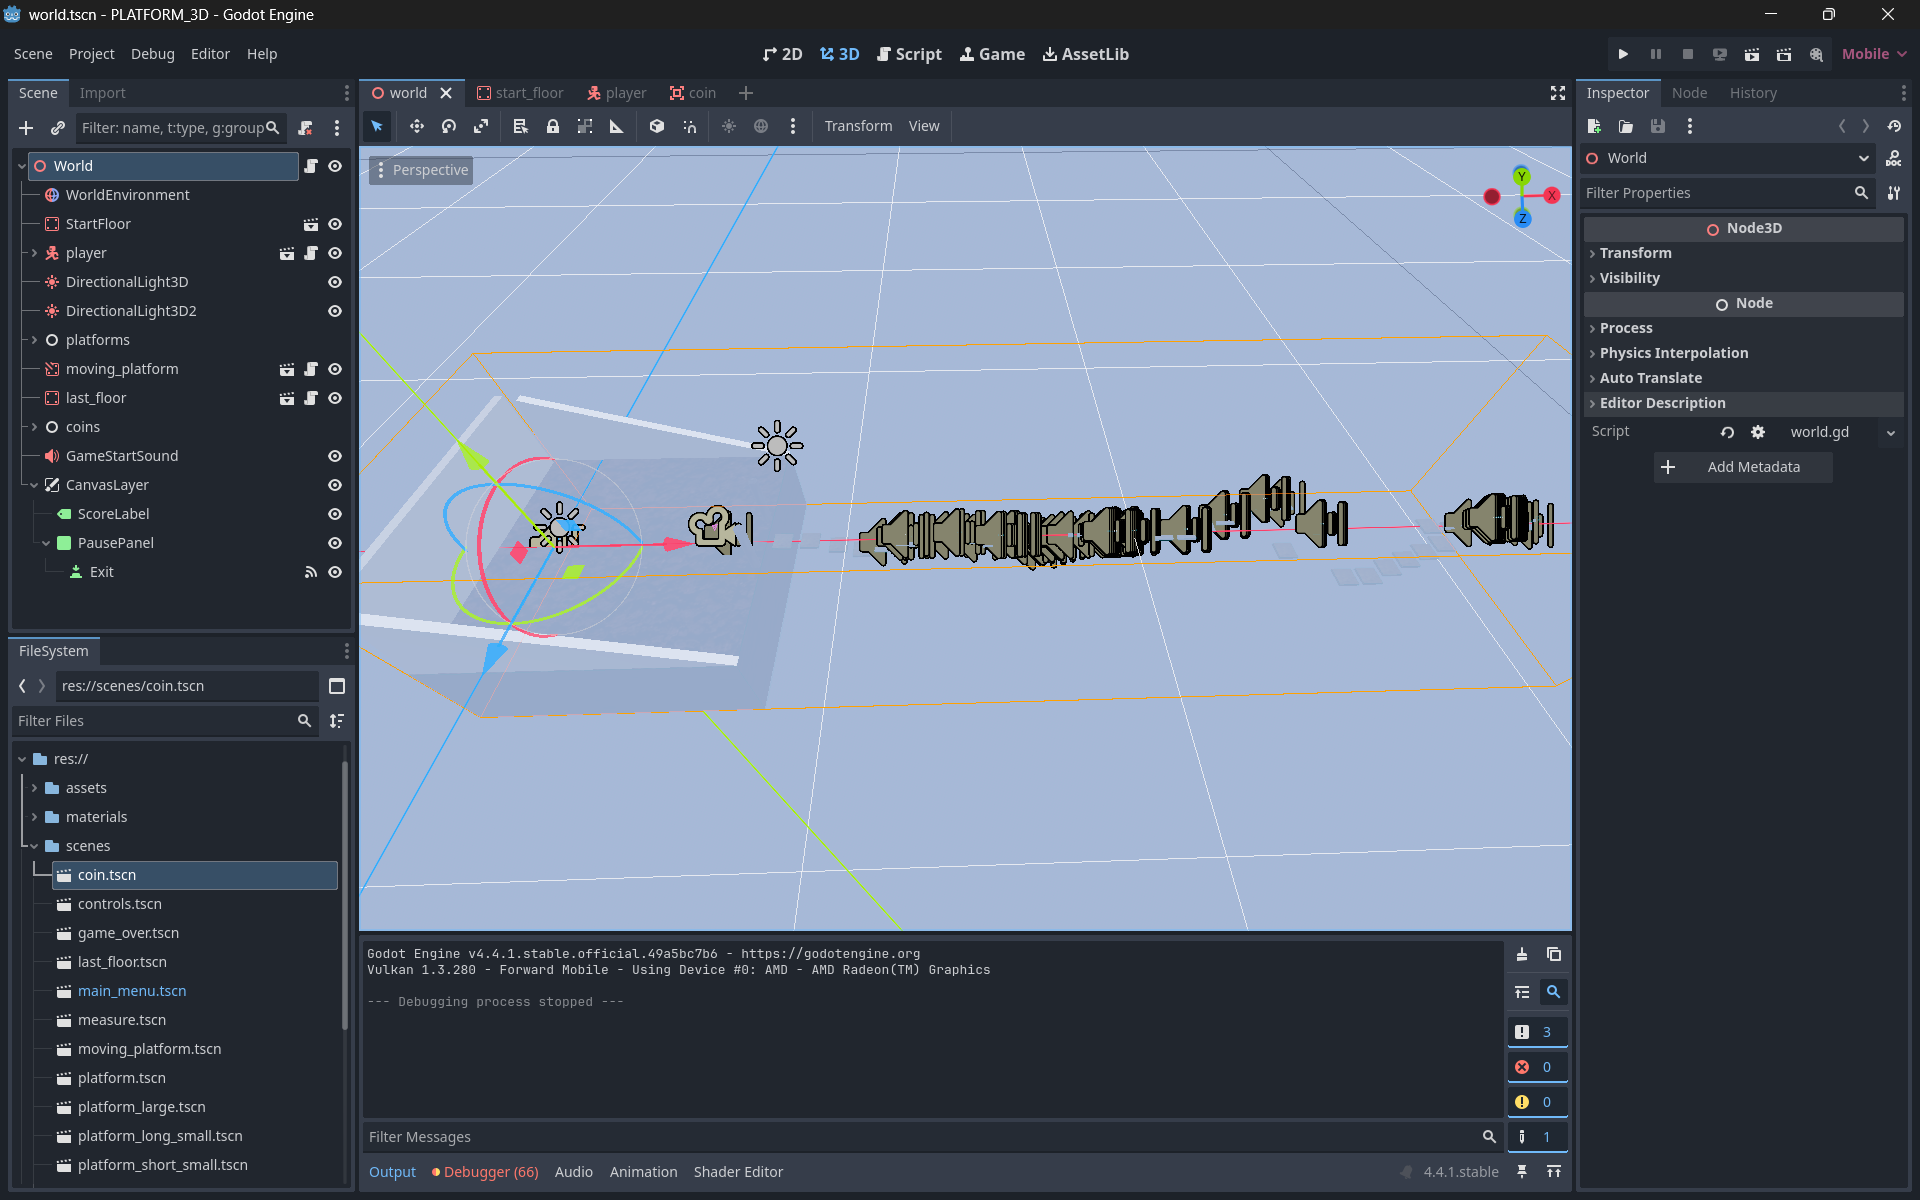 world.tscn - PLATFORM_3D - Godot Engine
Scene Project Debug Editor Help
2D 3D Script Game AssetLib
Mobile
Scene Import
Filter: name, t:type, g:group
World
WorldEnvironment
StartFloor
player
DirectionalLight3D
DirectionalLight3D2
platforms
moving_platform
last_floor
coins
GameStartSound
CanvasLayer
ScoreLabel
PausePanel
Exit
FileSystem
res://scenes/coin.tscn
Filter Files
res://
assets
materials
scenes
coin.tscn
controls.tscn
game_over.tscn
last_floor.tscn
main_menu.tscn
measure.tscn
moving_platform.tscn
platform.tscn
platform_large.tscn
platform_long_small.tscn
platform_short_small.tscn
world start_floor player coin
Transform View
Perspective
Y
X
Z
Godot Engine v4.4.1.stable.official.49a5bc7b6 - https://godotengine.org
Vulkan 1.3.280 - Forward Mobile - Using Device #0: AMD - AMD Radeon(TM) Graphics
--- Debugging process stopped ---
3
0
0
1
Filter Messages
Output Debugger (66) Audio Animation Shader Editor 4.4.1.stable
Inspector Node History
World
Filter Properties
Node3D
Transform
Visibility
Node
Process
Physics Interpolation
Auto Translate
Editor Description
Script world.gd
Add Metadata